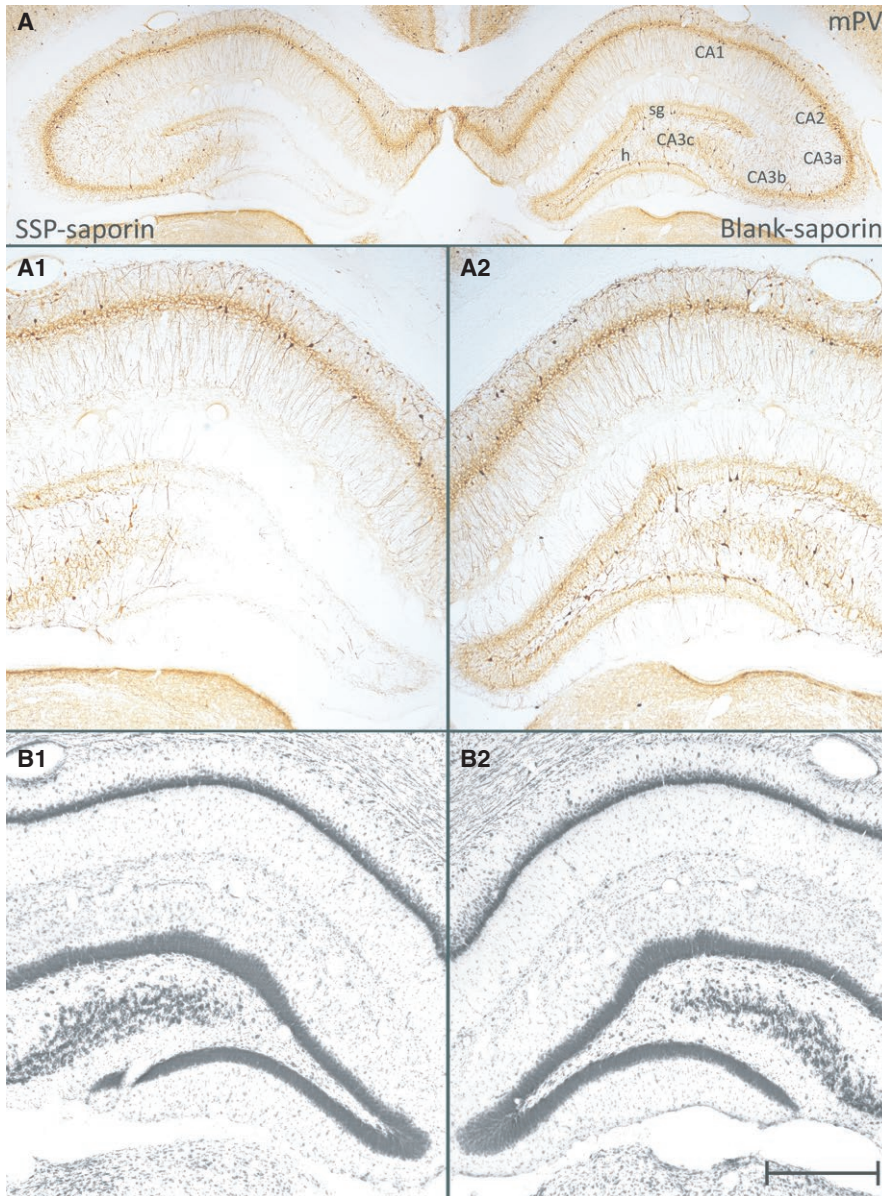 A
mPV
CA1
CA2
sg
CA3c
CA3a
h
CA3b
SSP-saporin
Blank-saporin
A1
A2
B1
B2